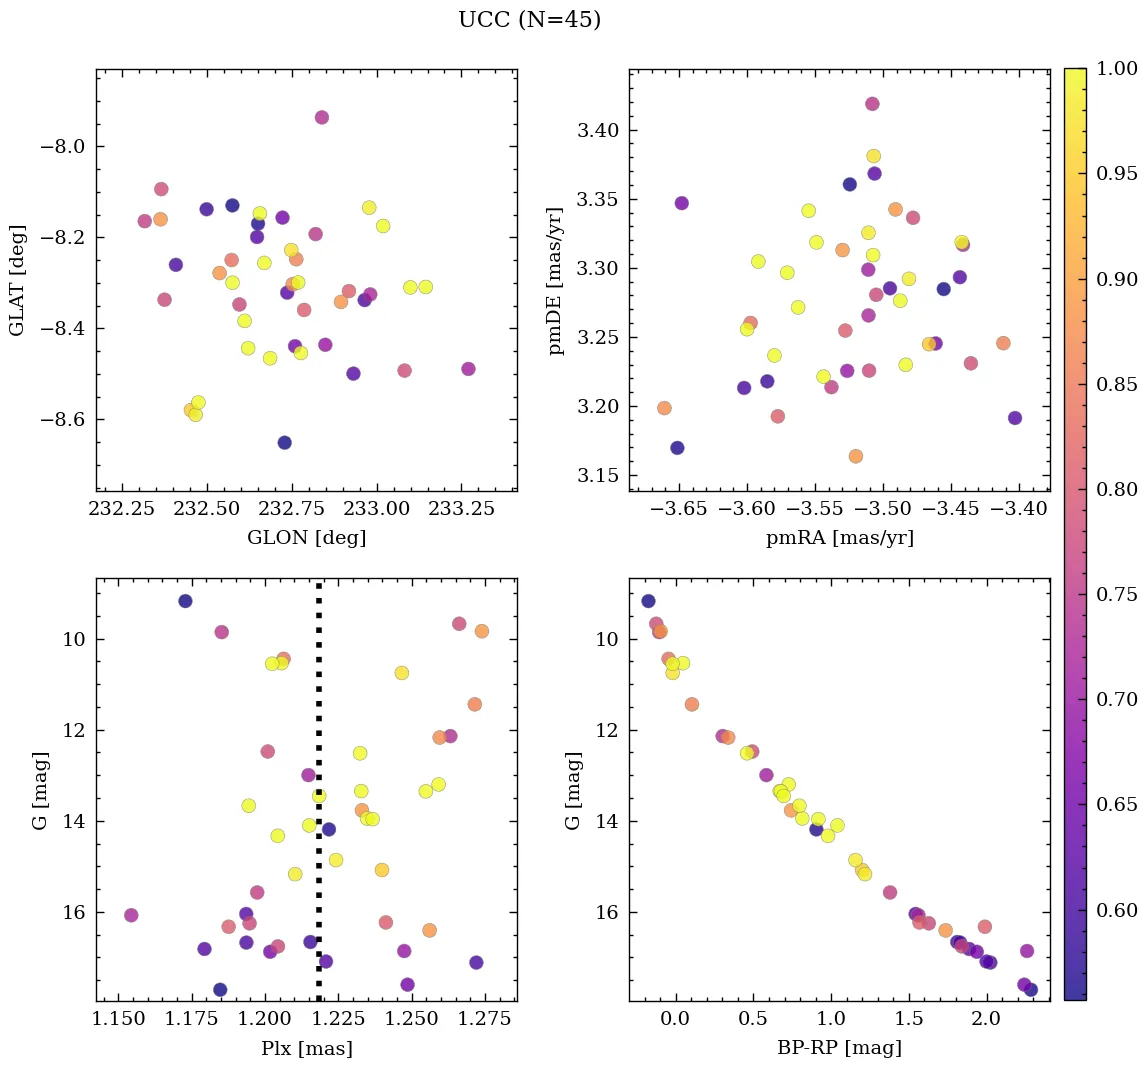 UCC (N=45)
−8.0
−8.2
−8.4
−8.6
GLAT [deg]
232.25 232.50 232.75 233.00 233.25
GLON [deg]
3.40
3.35
3.30
3.25
3.20
3.15
pmDE [mas/yr]
−3.65 −3.60 −3.55 −3.50 −3.45 −3.40
pmRA [mas/yr]
1.00
0.95
0.90
0.85
0.80
0.75
0.70
0.65
0.60
10
12
14
16
G [mag]
1.150 1.175 1.200 1.225 1.250 1.275
Plx [mas]
10
12
14
16
G [mag]
0.0 0.5 1.0 1.5 2.0
BP-RP [mag]